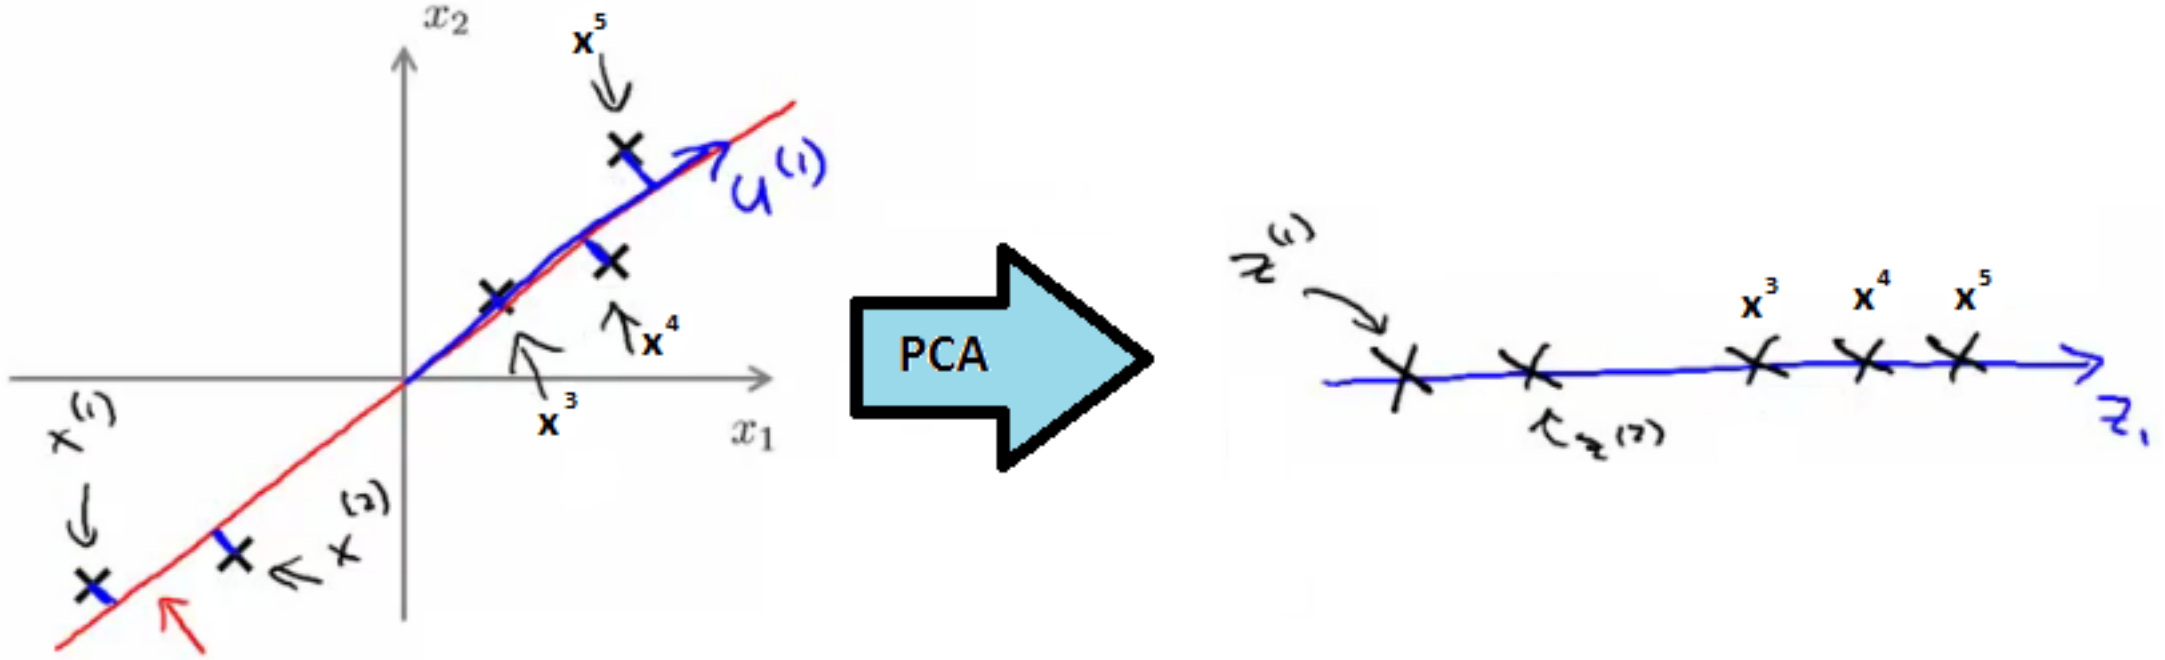 x₂
x⁵
u⁽¹⁾
x⁴
x³
x₁
x⁽¹⁾
x⁽²⁾
PCA
z⁽¹⁾
x³
x⁴
x⁵
z⁽²⁾
z₁